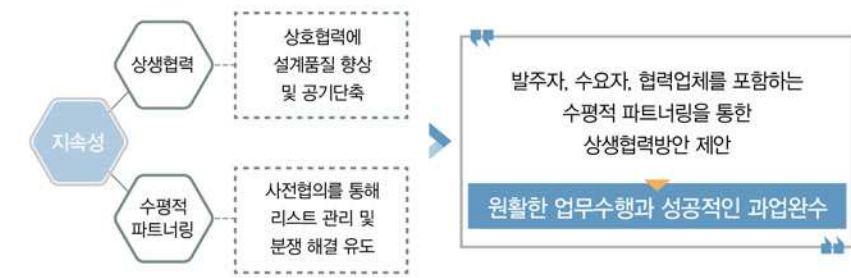 지속성
상생협력
상호협력에
설계품질 향상
및 공기단축
수평적
파트너링
사전협의를 통해
리스트 관리 및
분쟁 해결 유도
발주자, 수요자, 협력업체를 포함하는
수평적 파트너링을 통한
상생협력방안 제안
원활한 업무수행과 성공적인 과업완수